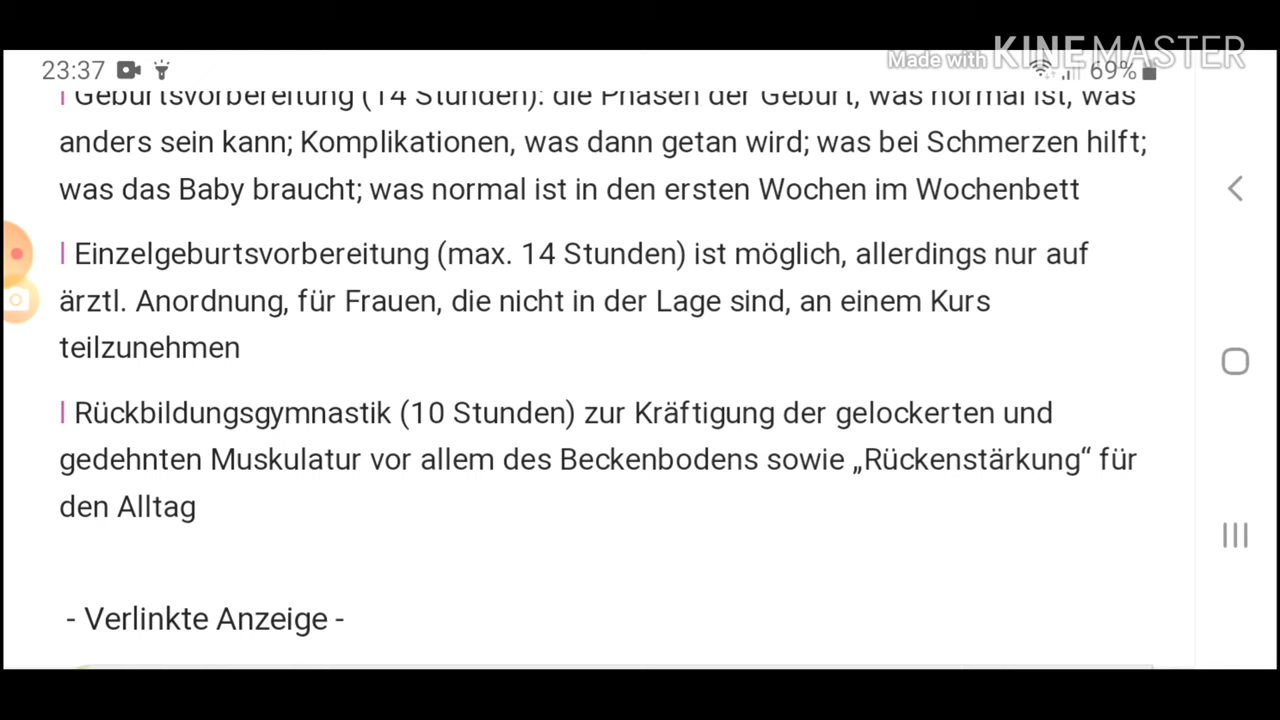 Made with KINEMASTER
23:37 69%
| Geburtsvorbereitung (14 Stunden): die Phasen der Geburt, was normal ist, was
anders sein kann; Komplikationen, was dann getan wird; was bei Schmerzen hilft;
was das Baby braucht; was normal ist in den ersten Wochen im Wochenbett
| Einzelgeburtsvorbereitung (max. 14 Stunden) ist möglich, allerdings nur auf
ärztl. Anordnung, für Frauen, die nicht in der Lage sind, an einem Kurs
teilzunehmen
| Rückbildungsgymnastik (10 Stunden) zur Kräftigung der gelockerten und
gedehnten Muskulatur vor allem des Beckenbodens sowie „Rückenstärkung“ für
den Alltag
- Verlinkte Anzeige -